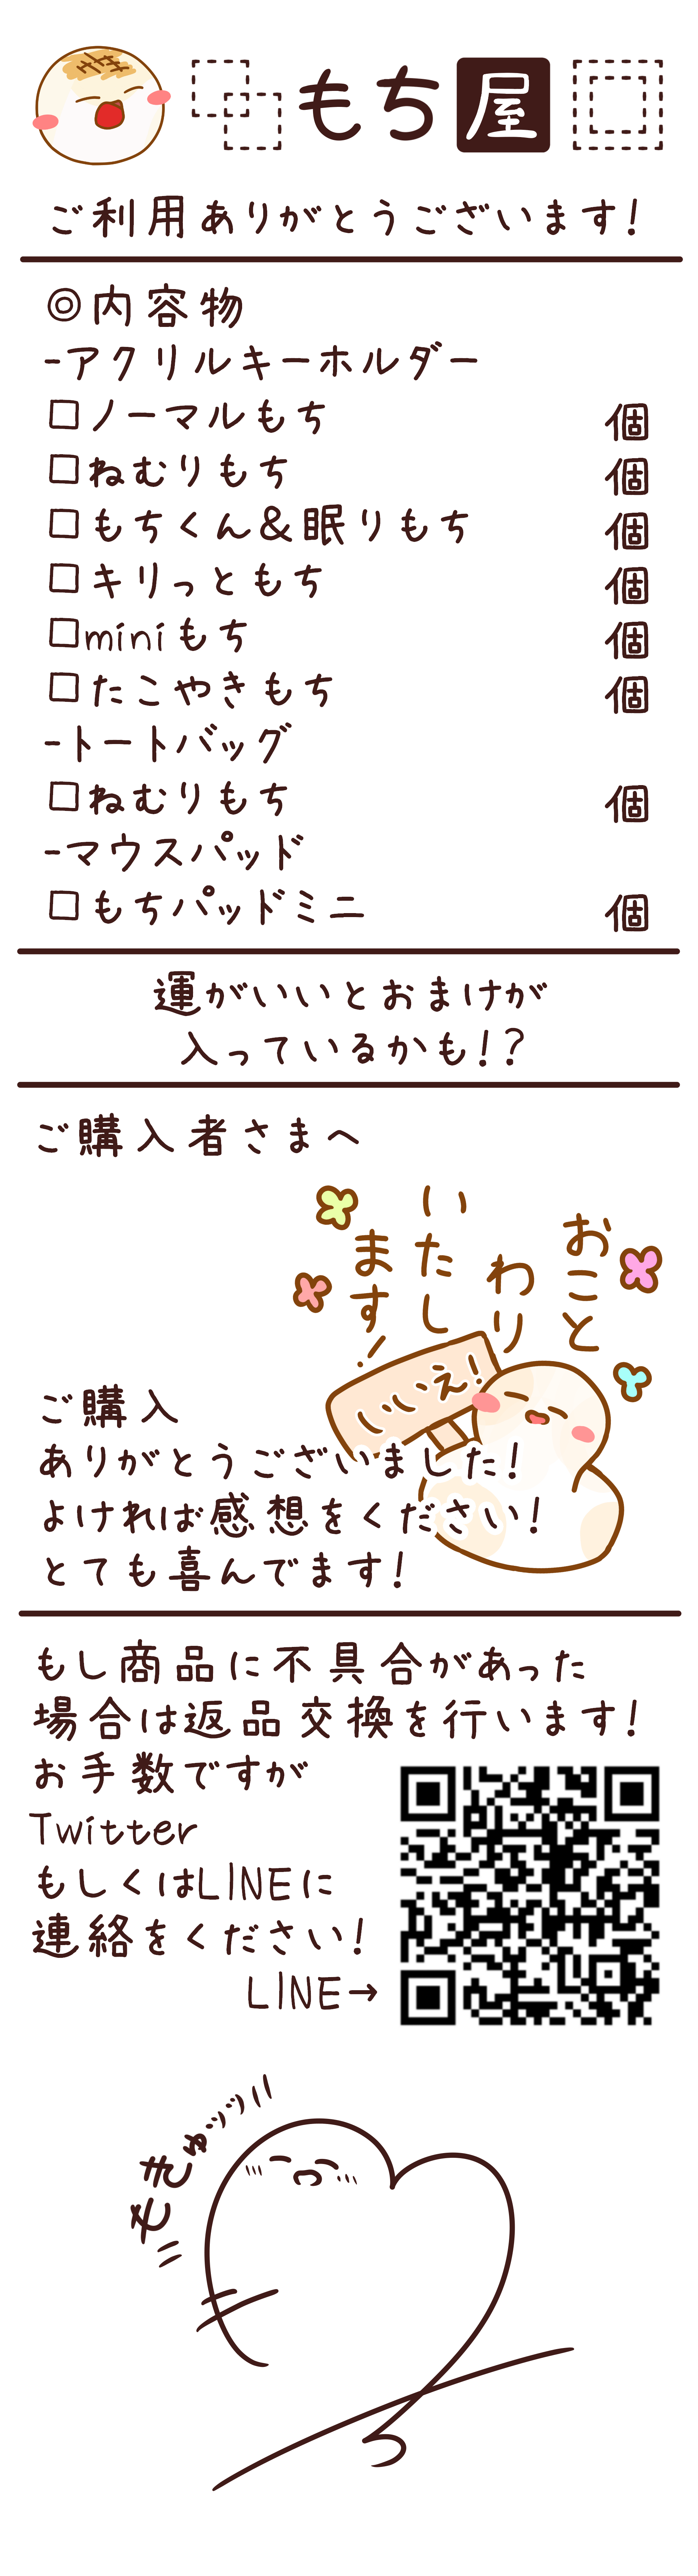 もち屋
ご利用ありがとうございます!
◎内容物
-アクリルキーホルダー
□ノーマルもち 個
□ねむりもち 個
□もちくん&眠りもち 個
□キリっともち 個
□miniもち 個
□たこやきもち 個
-トートバッグ
□ねむりもち 個
-マウスパッド
□もちパッドミニ 個
運がいいとおまけが
入っているかも!?
ご購入者さまへ
おこと
わり
いたし
ます!
いいえ!
ご購入
ありがとうございました!
よければ感想をください!
とても喜んでます!
もし商品に不具合があった
場合は返品交換を行います!
お手数ですが
Twitter
もしくはLINEに
連絡をください!
LINE→
もきゅッ